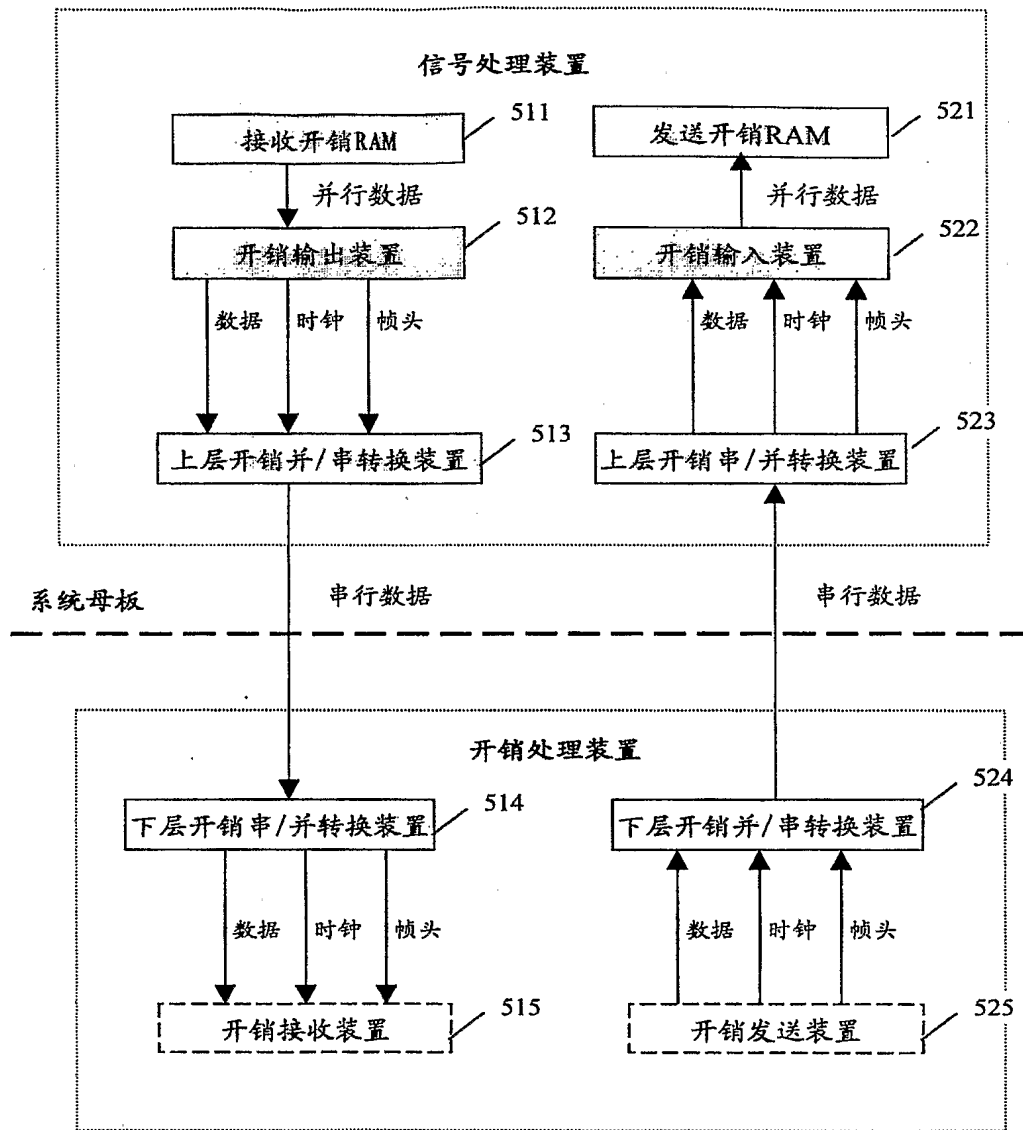 信号处理装置
接收开销RAM
511
发送开销RAM
521
并行数据
并行数据
开销输出装置
512
开销输入装置
522
数据
时钟
帧头
数据
时钟
帧头
上层开销并/串转换装置
513
上层开销串/并转换装置
523
系统母板
串行数据
串行数据
开销处理装置
下层开销串/并转换装置
514
下层开销并/串转换装置
524
数据
时钟
帧头
数据
时钟
帧头
开销接收装置
515
开销发送装置
525